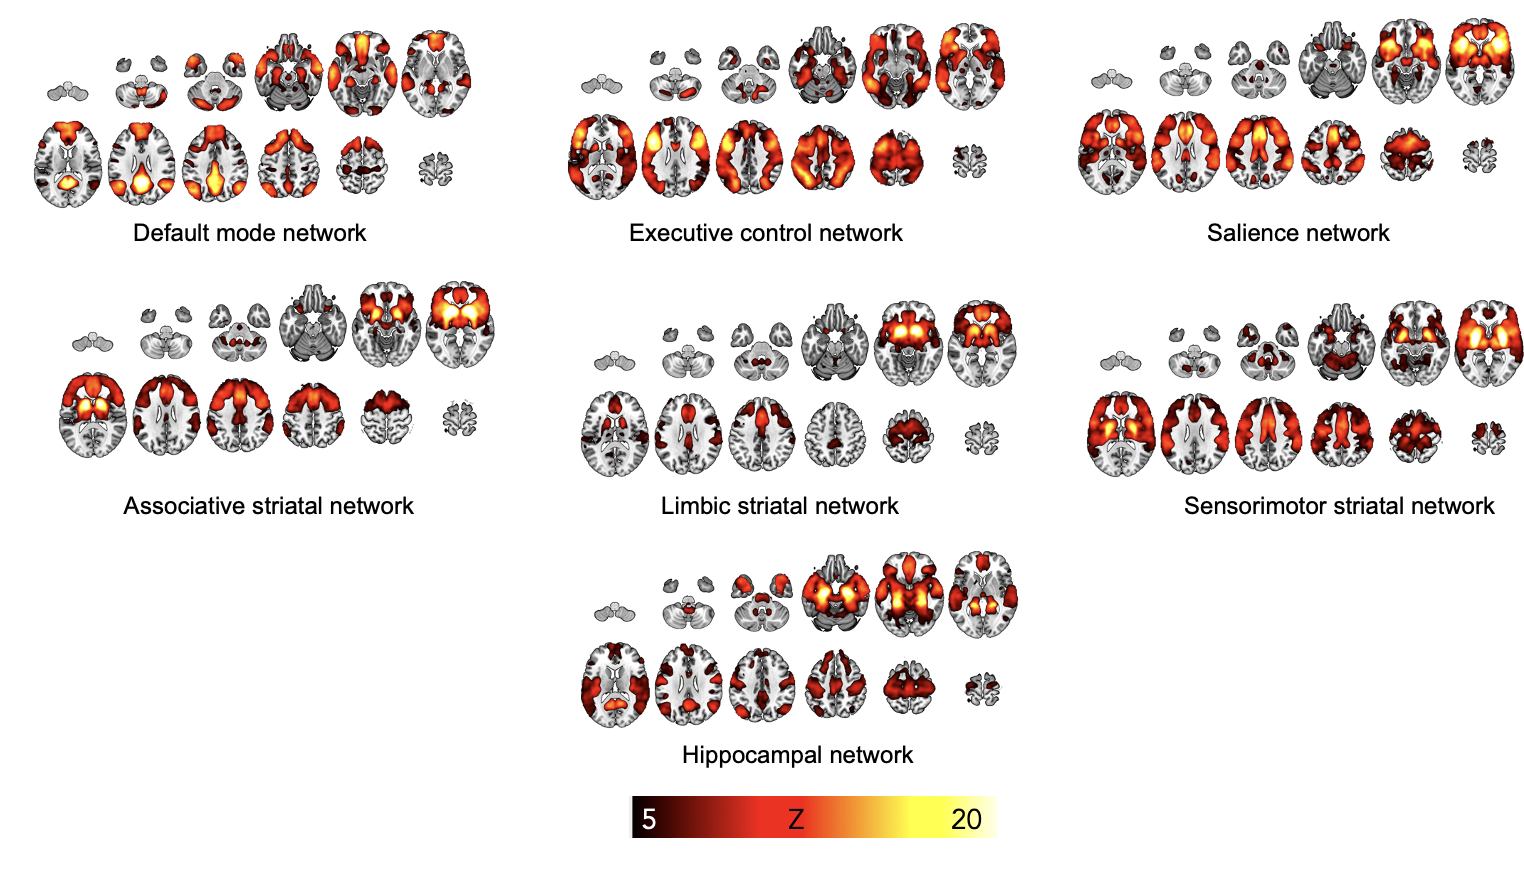 Default mode network
Executive control network
Salience network
Associative striatal network
Limbic striatal network
Sensorimotor striatal network
Hippocampal network
5 Z 20